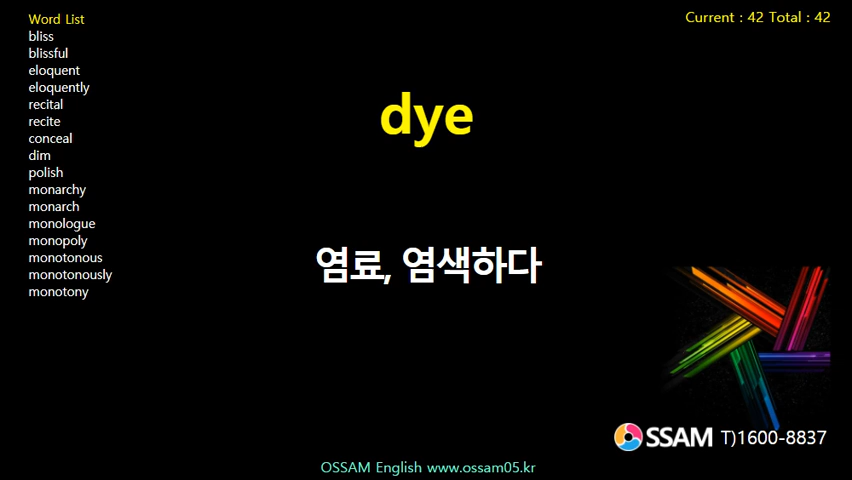 Word List
bliss
blissful
eloquent
eloquently
recital
recite
conceal
dim
polish
monarchy
monarch
monologue
monopoly
monotonous
monotonously
monotony
Current : 42 Total : 42
dye
염료, 염색하다
OSSAM T)1600-8837
OSSAM English www.ossam05.kr